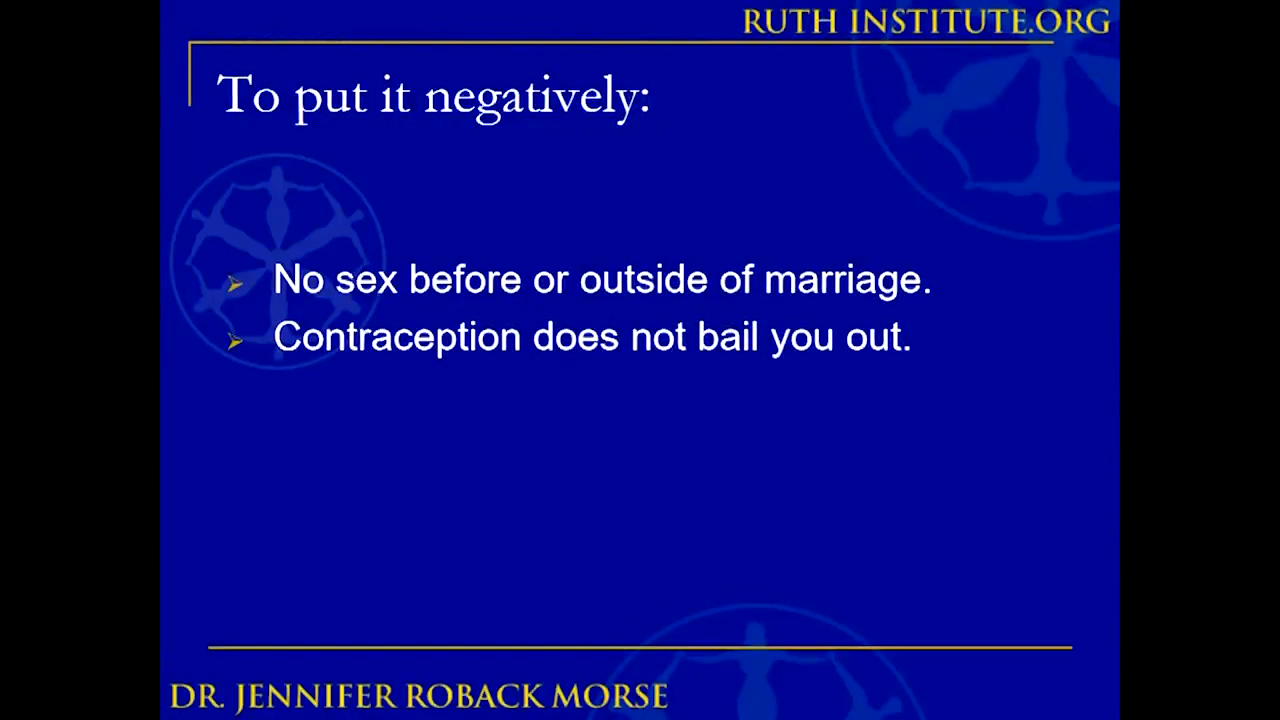 RUTH INSTITUTE.ORG
To put it negatively:
No sex before or outside of marriage.
Contraception does not bail you out.
DR. JENNIFER ROBACK MORSE